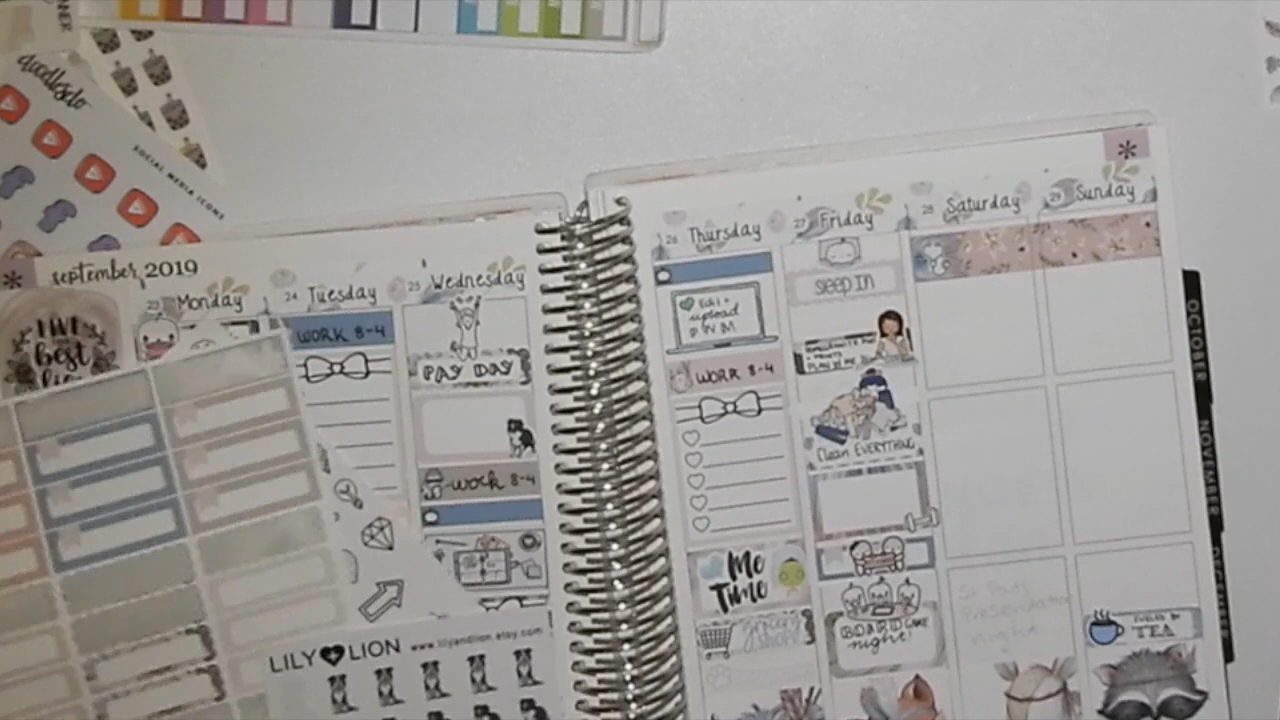 SOCIAL MEDIA ICONS
september 2019
LIVE
Best
23 Monday
24 Tuesday
WORK 8-4
25 Wednesday
PAY DAY
work 8-4
LILY LION www.lilyandlion.etsy.com
26 Thursday
Edit +
upload
WORK 8-4
Me
Time
27 Friday
SLEEP IN
Clean EVERYTHING
BOARD GAME
night!
28 Saturday
29 Sunday
FUELED BY
TEA
OCTOBER
NOVEMBER
DECEMBER